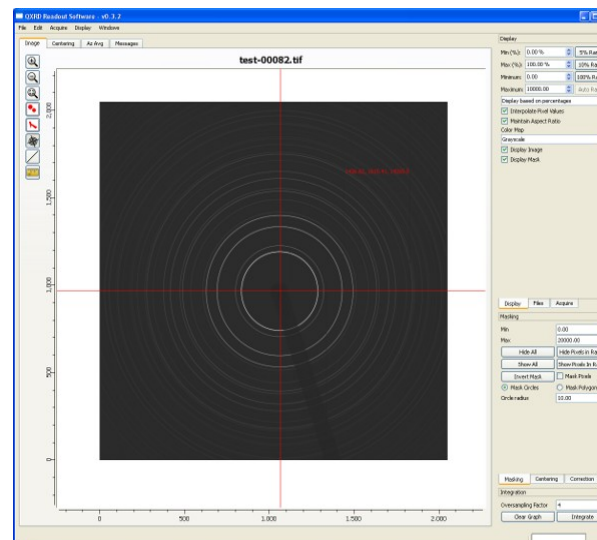 QXRD Readout Software - v0.3.2
File Edit Acquire Display Windows
Image Centering Az Avg Messages
test-00082.tif
2.000
1.500
1.000
500
0
0 500 1.000 1.500 2.000
Display
Min (%): 0.00 % 5% Ran
Max (%): 100.00 % 10% Ra
Minimum: 0.00 100% Ra
Maximum: 10000.00 Auto Ra
Display based on percentages
Interpolate Pixel Values
Maintain Aspect Ratio
Color Map
Grayscale
Display Image
Display Mask
Display Files Acquire
Masking
Min 0.00
Max 20000.00
Hide All Hide Pixels in Ra
Show All Show Pixels In Ra
Invert Mask Mask Pixels
Mask Circles Mask Polygon
Circle radius 10.00
Masking Centering Correction
Integration
Oversampling Factor 4
Clear Graph Integrate